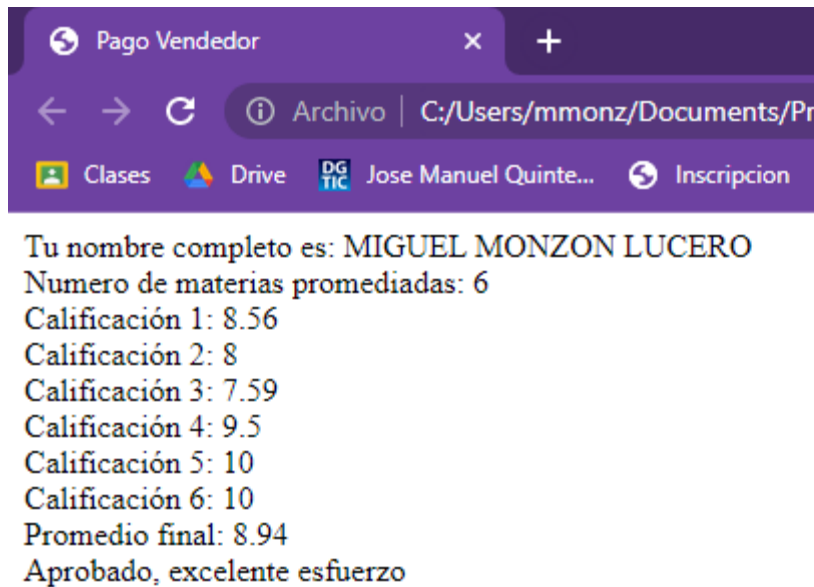 Pago Vendedor
Archivo C:/Users/mmonz/Documents/Pr
Clases Drive DG TIC Jose Manuel Quinte... Inscripcion
Tu nombre completo es: MIGUEL MONZON LUCERO
Numero de materias promediadas: 6
Calificación 1: 8.56
Calificación 2: 8
Calificación 3: 7.59
Calificación 4: 9.5
Calificación 5: 10
Calificación 6: 10
Promedio final: 8.94
Aprobado, excelente esfuerzo